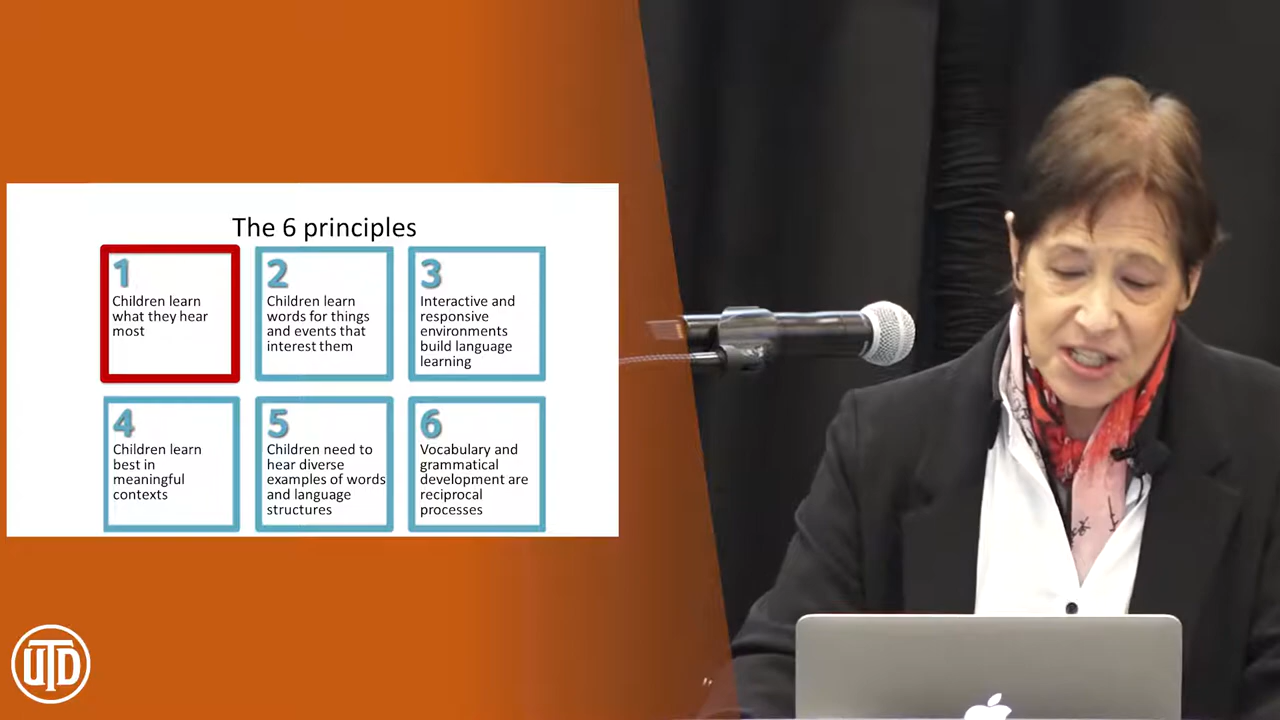 The 6 principles
1
Children learn
what they hear
most
2
Children learn
words for things
and events that
interest them
3
Interactive and
responsive
environments
build language
learning
4
Children learn
best in
meaningful
contexts
5
Children need to
hear diverse
examples of words
and language
structures
6
Vocabulary and
grammatical
development are
reciprocal
processes
UTD